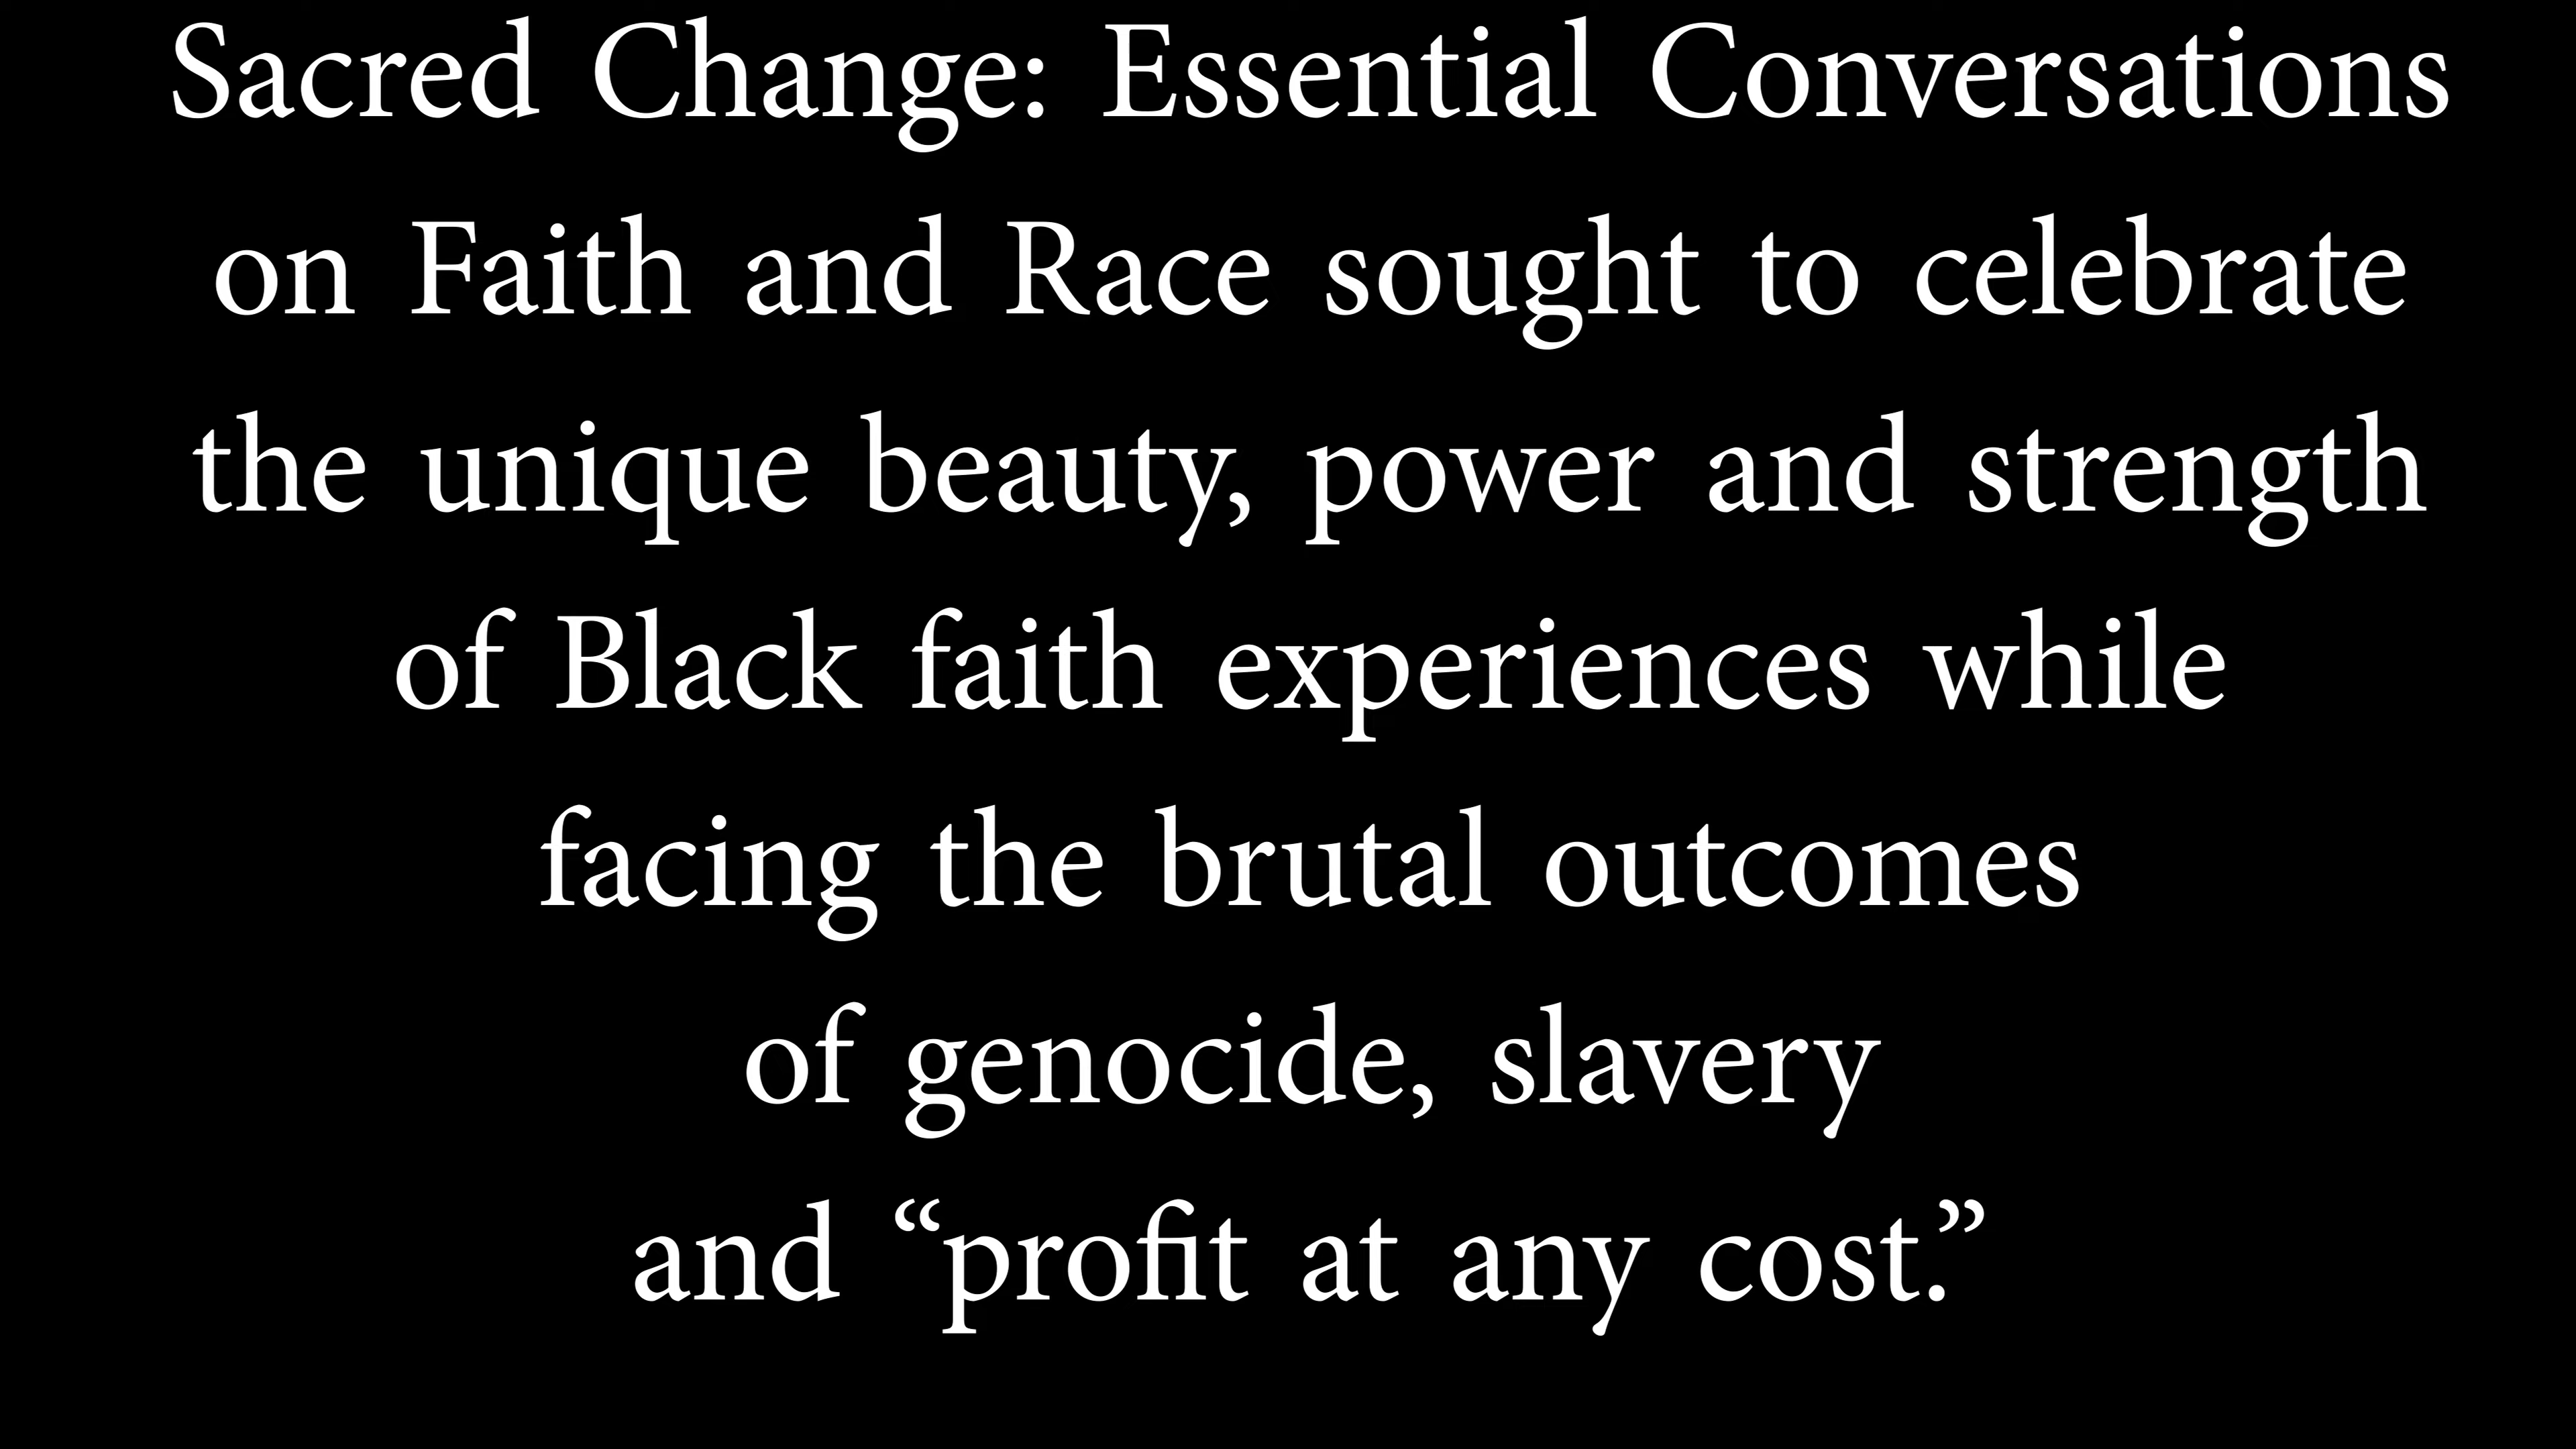 Sacred Change: Essential Conversations
on Faith and Race sought to celebrate
the unique beauty, power and strength
of Black faith experiences while
facing the brutal outcomes
of genocide, slavery
and “profit at any cost.”